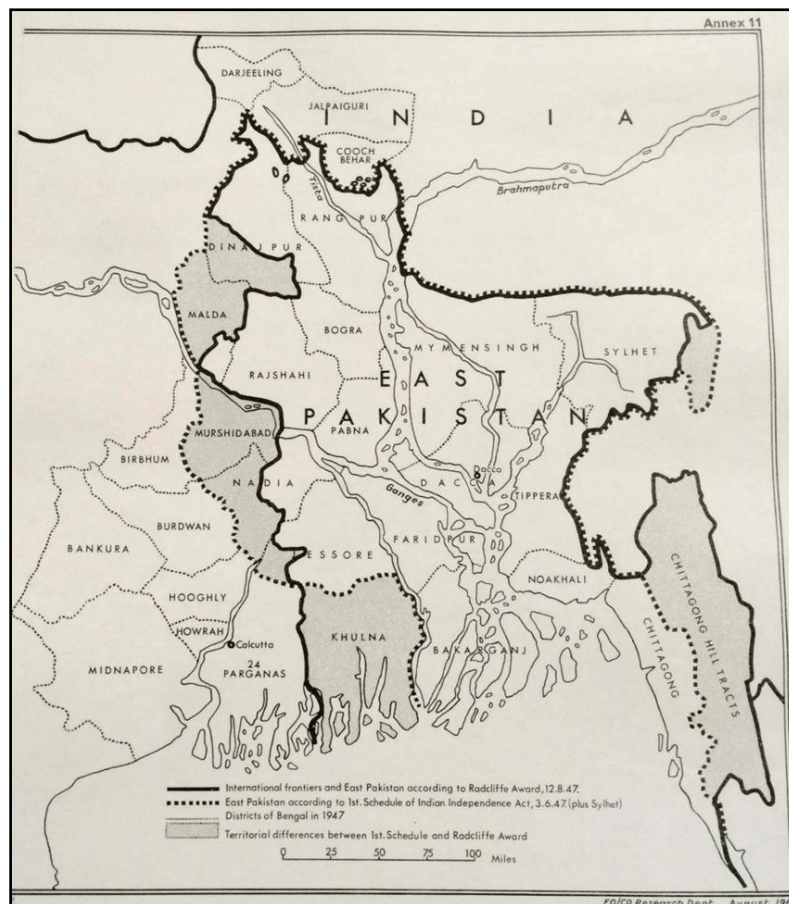 Annex 11
DARJEELING
JALPAIGURI
INDIA
COOCH
BEHAR
Tista
Brahmaputra
RANGPUR
DINAJPUR
MALDA
BOGRA
MYMENSINGH
SYLHET
RAJSHAHI
EAST
PAKISTAN
MURSHIDABAD
PABNA
BIRBHUM
Dacca
NADIA
DACCA
Ganges
TIPPERA
BURDWAN
BANKURA
ESSORE
FARIDPUR
HOOGHLY
NOAKHALI
CHITTAGONG HILL TRACTS
HOWRAH
Calcutta
KHULNA
BAKARGANJ
CHITTAGONG
MIDNAPORE
24
PARGANAS
International frontiers and East Pakistan according to Radcliffe Award, 12.8.47.
East Pakistan according to 1st. Schedule of Indian Independence Act, 3.6.47. (plus Sylhet)
Districts of Bengal in 1947
Territorial differences between 1st. Schedule and Radcliffe Award
0 25 50 75 100 Miles
Research Dept. August,